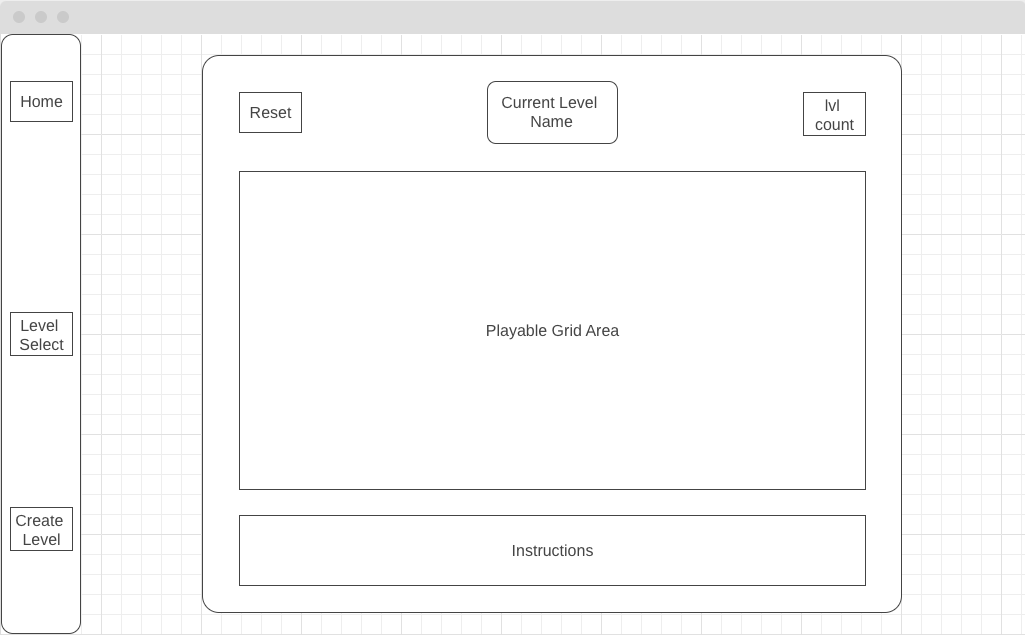 Home
Level
Select
Create
Level
Reset
Current Level
Name
lvl
count
Playable Grid Area
Instructions